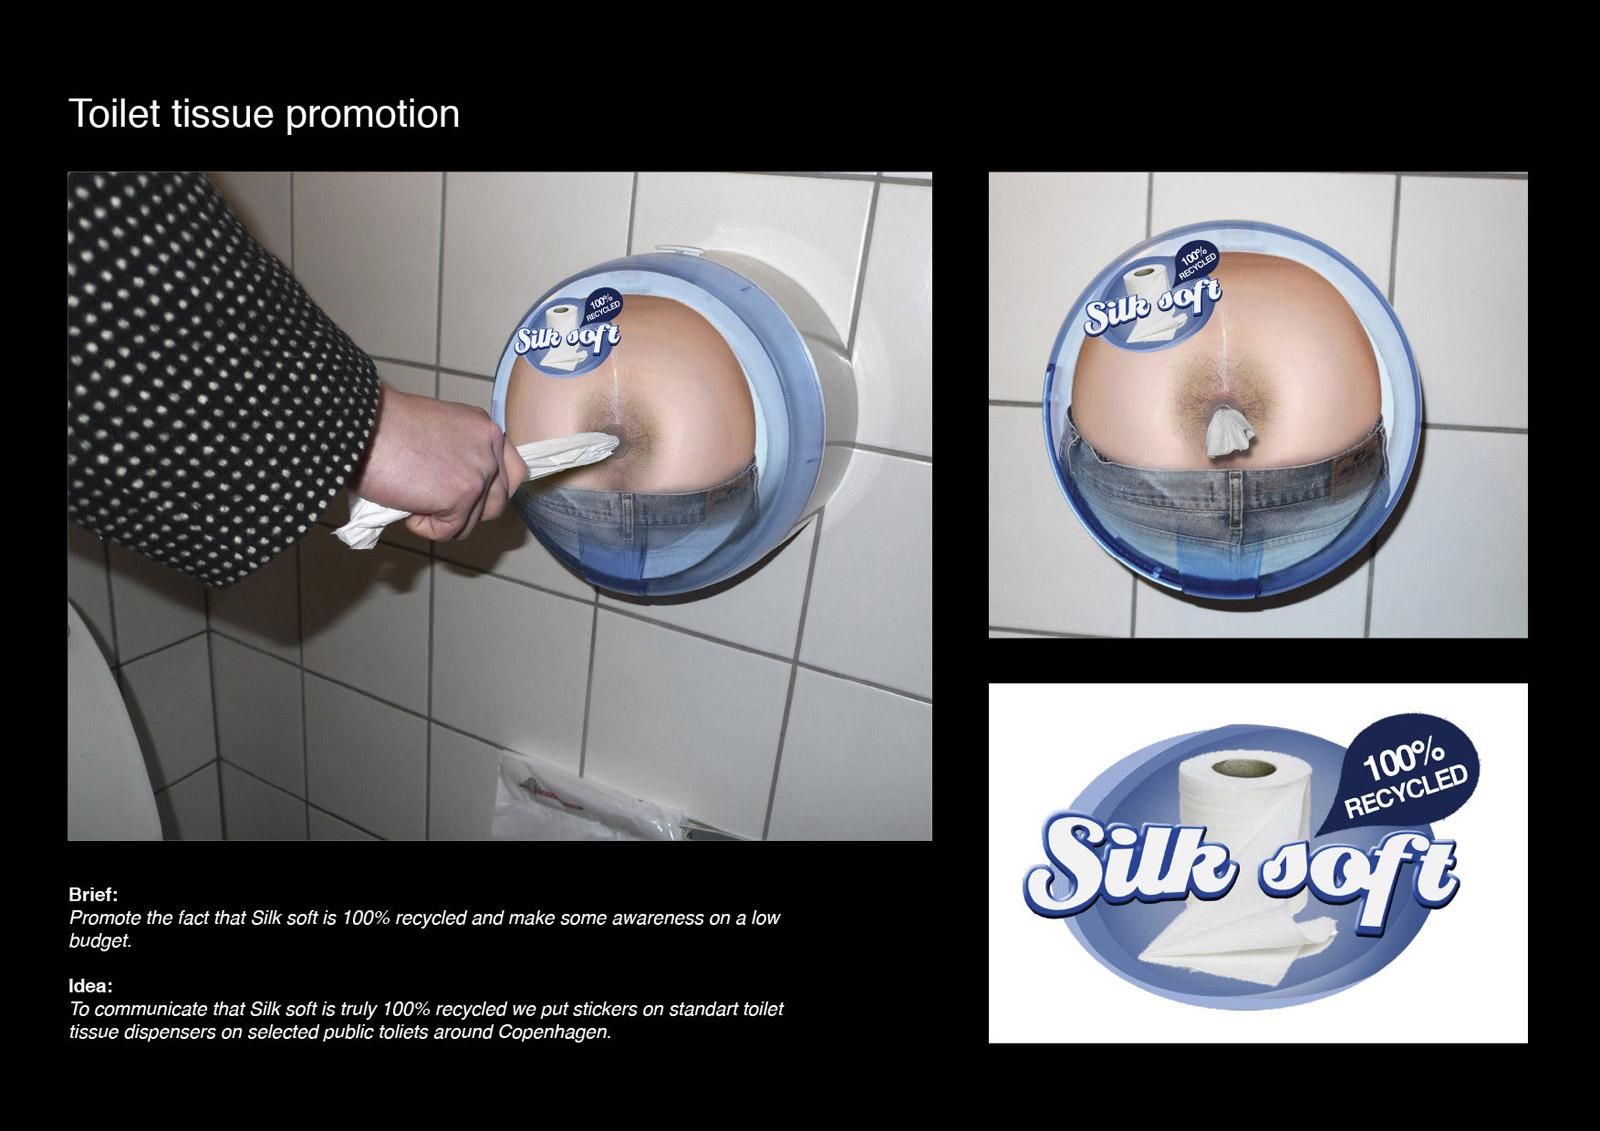 Toilet tissue promotion
100%
RECYCLED
Silk soft
100%
RECYCLED
Silk soft
100%
RECYCLED
Silk soft
Brief:
Promote the fact that Silk soft is 100% recycled and make some awareness on a low
budget.
Idea:
To communicate that Silk soft is truly 100% recycled we put stickers on standart toilet
tissue dispensers on selected public toliets around Copenhagen.